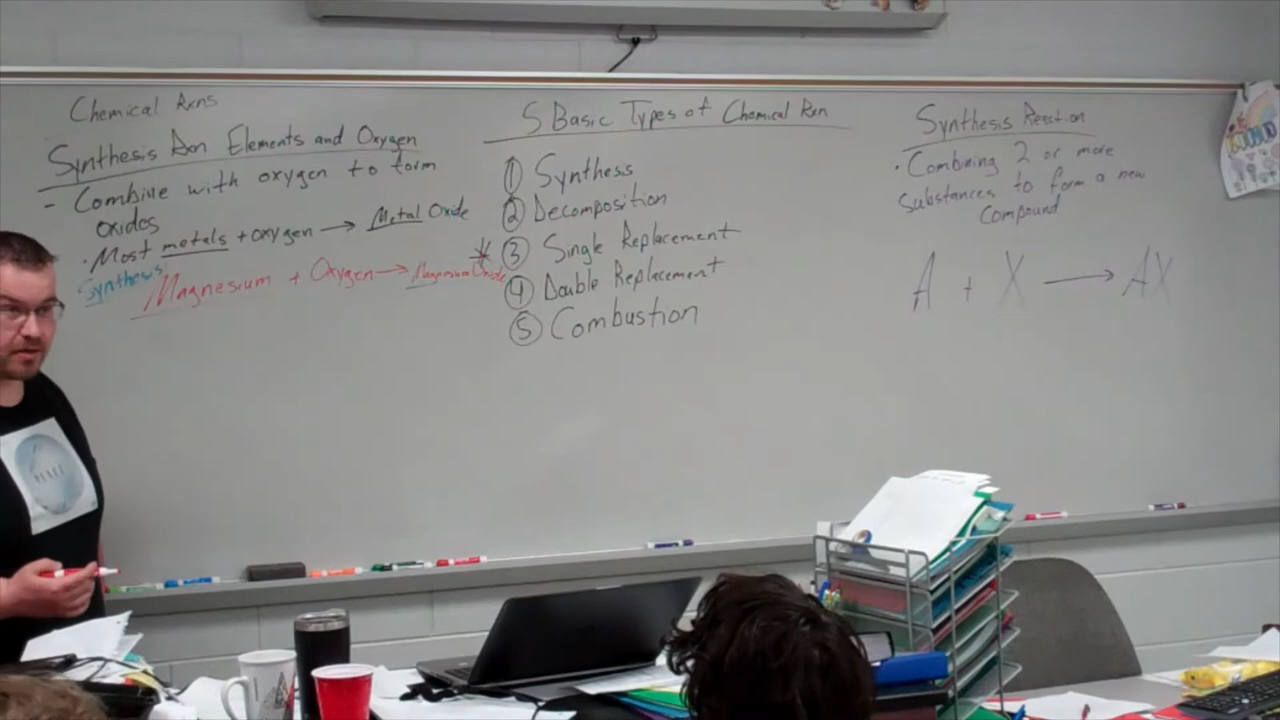 Chemical Rxns
Synthesis Rxn Elements and Oxygen
- Combine with oxygen to form
oxides
• Most metals + oxygen → Metal Oxide
Synthesis
Magnesium + Oxygen → Magnesium Oxide
5 Basic Types of Chemical Rxn
① Synthesis
② Decomposition
③ Single Replacement
④ Double Replacement
⑤ Combustion
Synthesis Reaction
• Combining 2 or more
substances to form a new
compound
A + X → AX